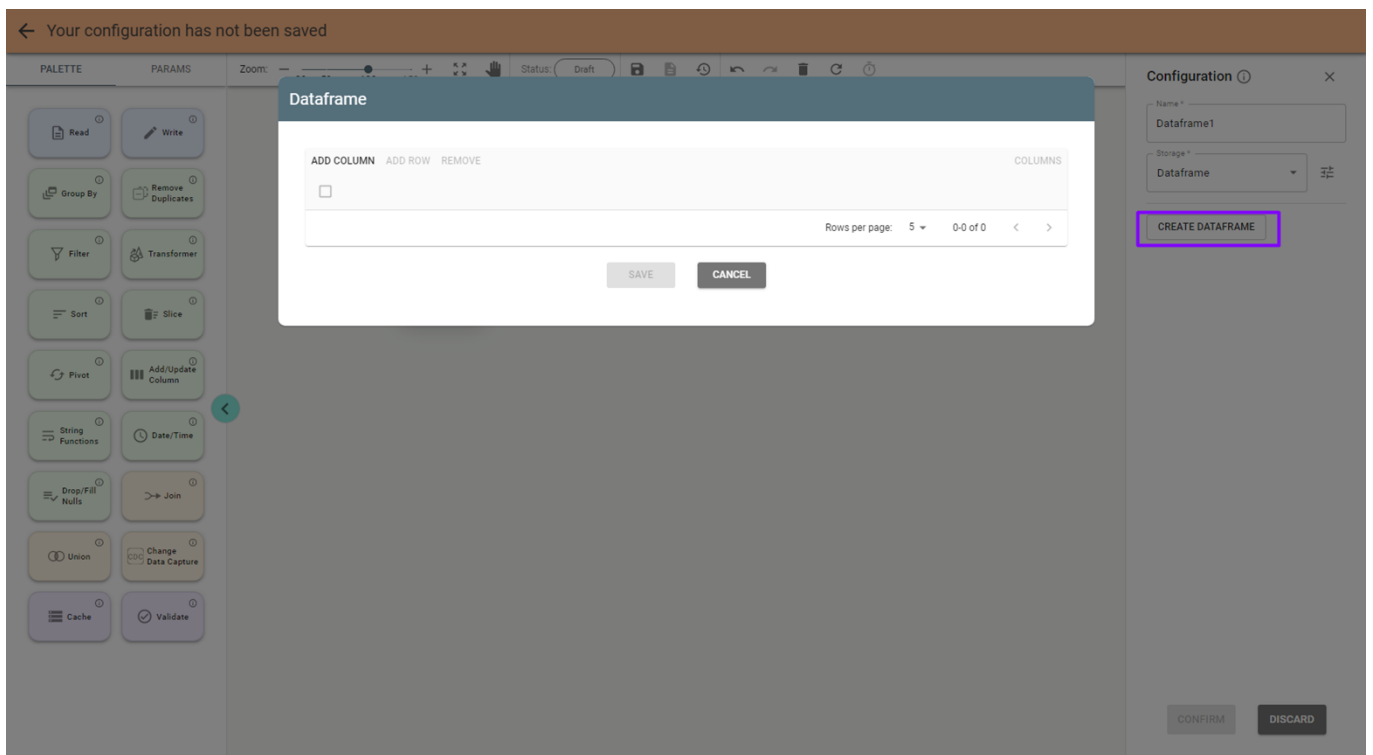 Your configuration has not been saved
PALETTE PARAMS Zoom: Status: Draft
Configuration
Name *
Dataframe1
Storage *
Dataframe
CREATE DATAFRAME
Dataframe
ADD COLUMN ADD ROW REMOVE COLUMNS
Rows per page: 5 0-0 of 0
SAVE CANCEL
Read Write
Group By Remove
Duplicates
Filter Transformer
Sort Slice
Pivot Add/Update
Column
String
Functions Date/Time
Drop/Fill
Nulls Join
Union CDC Change
Data Capture
Cache Validate
CONFIRM DISCARD